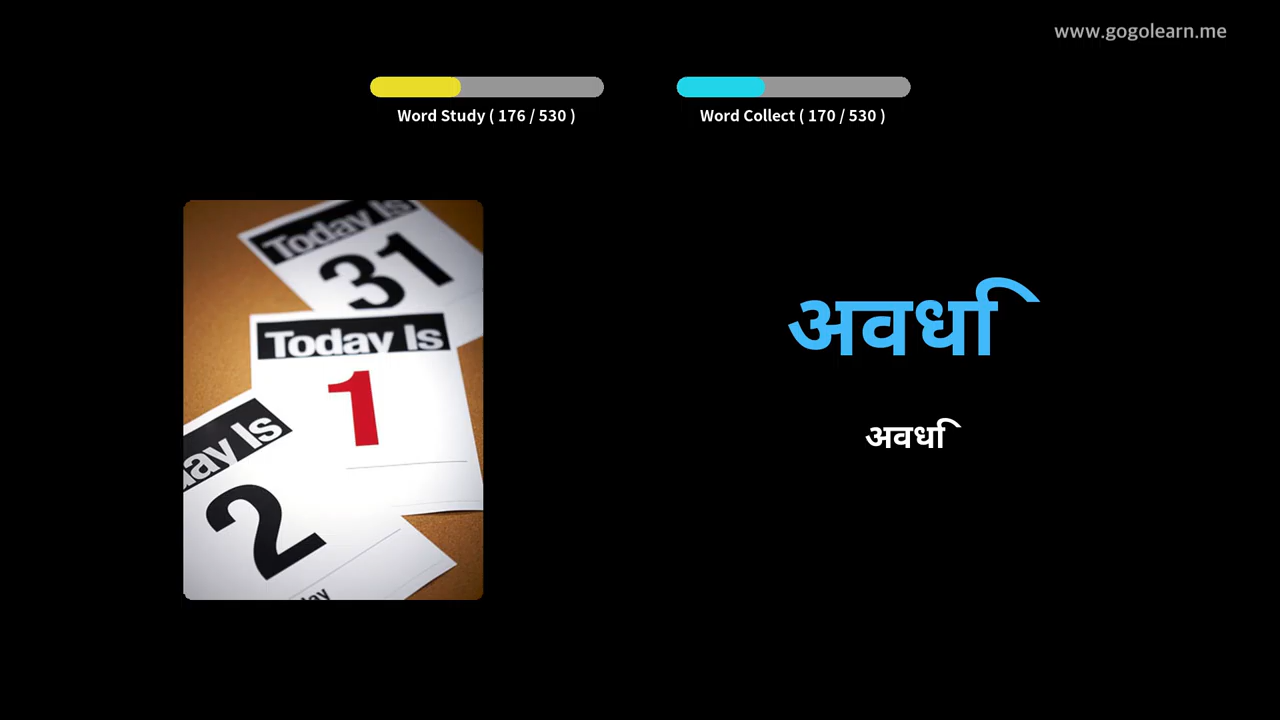 www.gogolearn.me
Word Study ( 176 / 530 )
Word Collect ( 170 / 530 )
Today Is
31
Today Is
1
ay Is
2
day
अवधि
अवधि